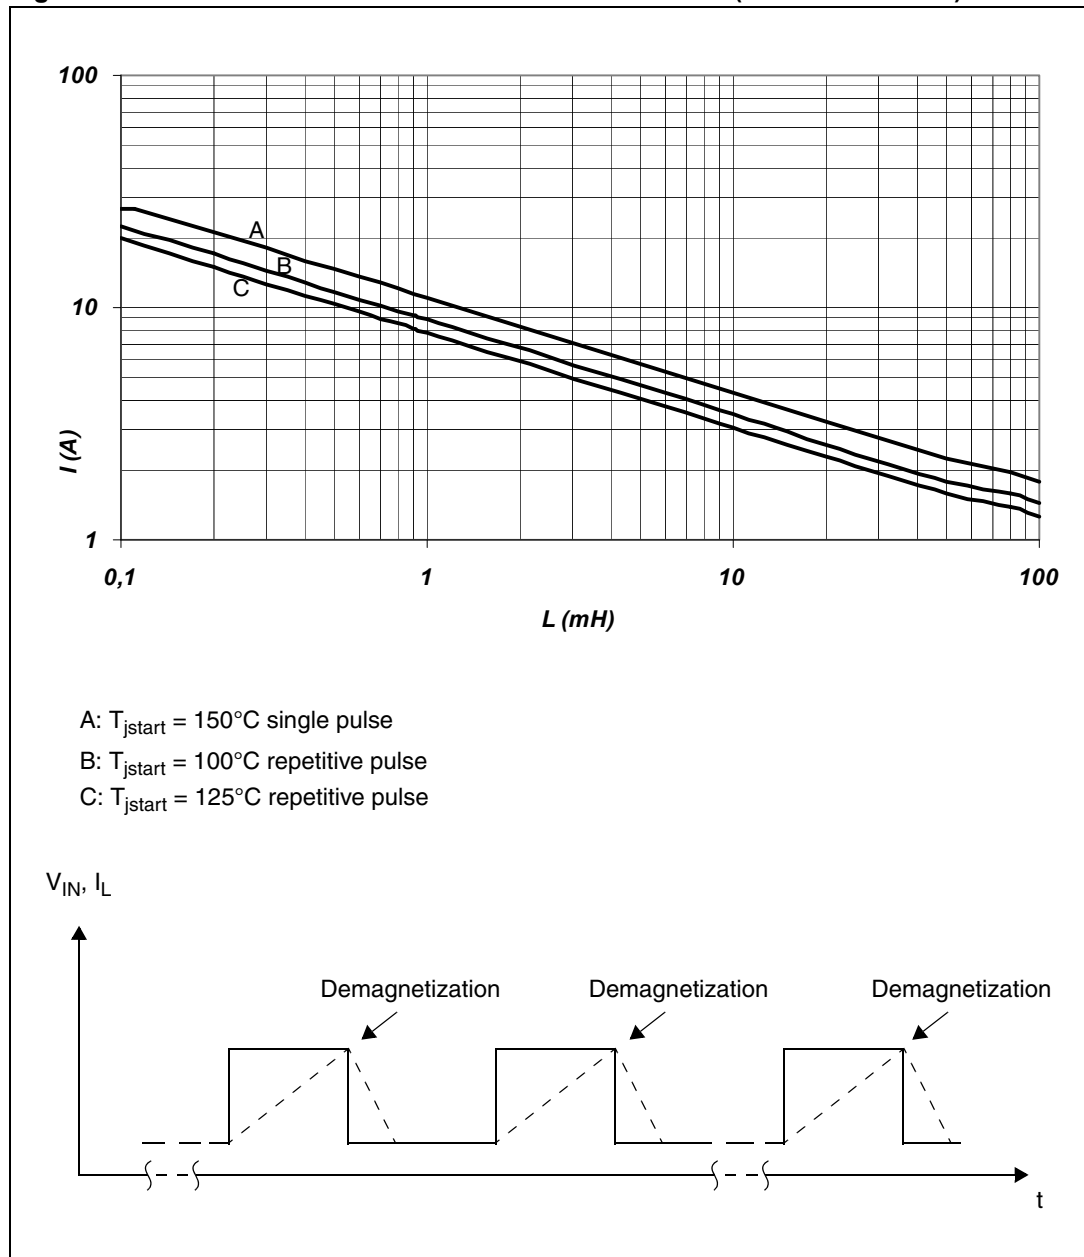 100
A
B
C
10
I (A)
1
0,1 1 10 100
L (mH)
A: Tjstart = 150°C single pulse
B: Tjstart = 100°C repetitive pulse
C: Tjstart = 125°C repetitive pulse
VIN, IL
Demagnetization Demagnetization Demagnetization
t